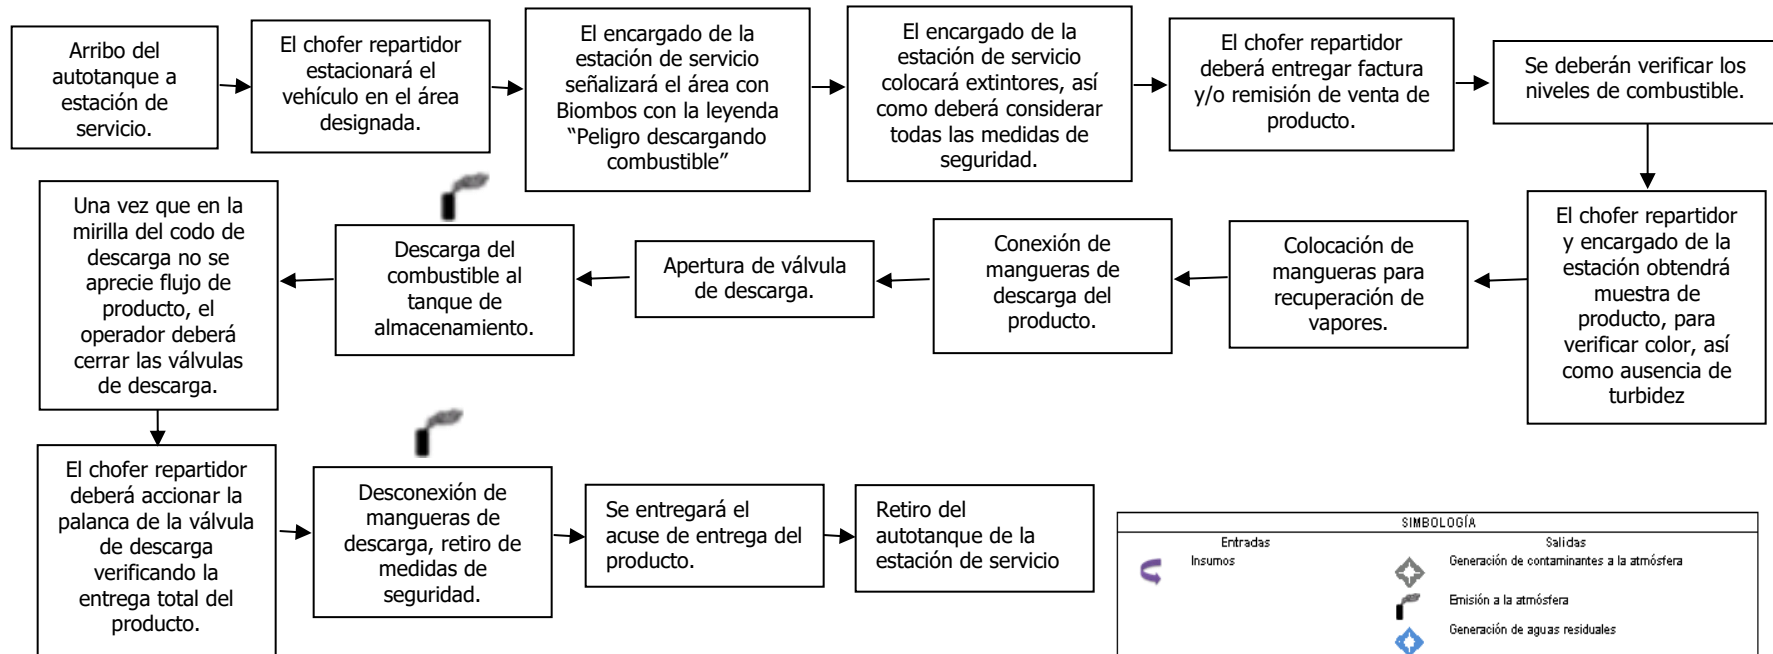 Arribo del
autotanque a
estación de
servicio.
El chofer repartidor
estacionará el
vehículo en el área
designada.
El encargado de la
estación de servicio
señalizará el área con
Biombos con la leyenda
“Peligro descargando
combustible”
El encargado de la
estación de servicio
colocará extintores, así
como deberá considerar
todas las medidas de
seguridad.
El chofer repartidor
deberá entregar factura
y/o remisión de venta de
producto.
Se deberán verificar los
niveles de combustible.
El chofer repartidor
y encargado de la
estación obtendrá
muestra de
producto, para
verificar color, así
como ausencia de
turbidez
Colocación de
mangueras para
recuperación de
vapores.
Conexión de
mangueras de
descarga del
producto.
Apertura de válvula
de descarga.
Descarga del
combustible al
tanque de
almacenamiento.
Una vez que en la
mirilla del codo de
descarga no se
aprecie flujo de
producto, el
operador deberá
cerrar las válvulas
de descarga.
El chofer repartidor
deberá accionar la
palanca de la válvula
de descarga
verificando la
entrega total del
producto.
Desconexión de
mangueras de
descarga, retiro de
medidas de
seguridad.
Se entregará el
acuse de entrega del
producto.
Retiro del
autotanque de la
estación de servicio
SIMBOLOGÍA
Entradas
Insumos
Salidas
Generación de contaminantes a la atmósfera
Emisión a la atmósfera
Generación de aguas residuales